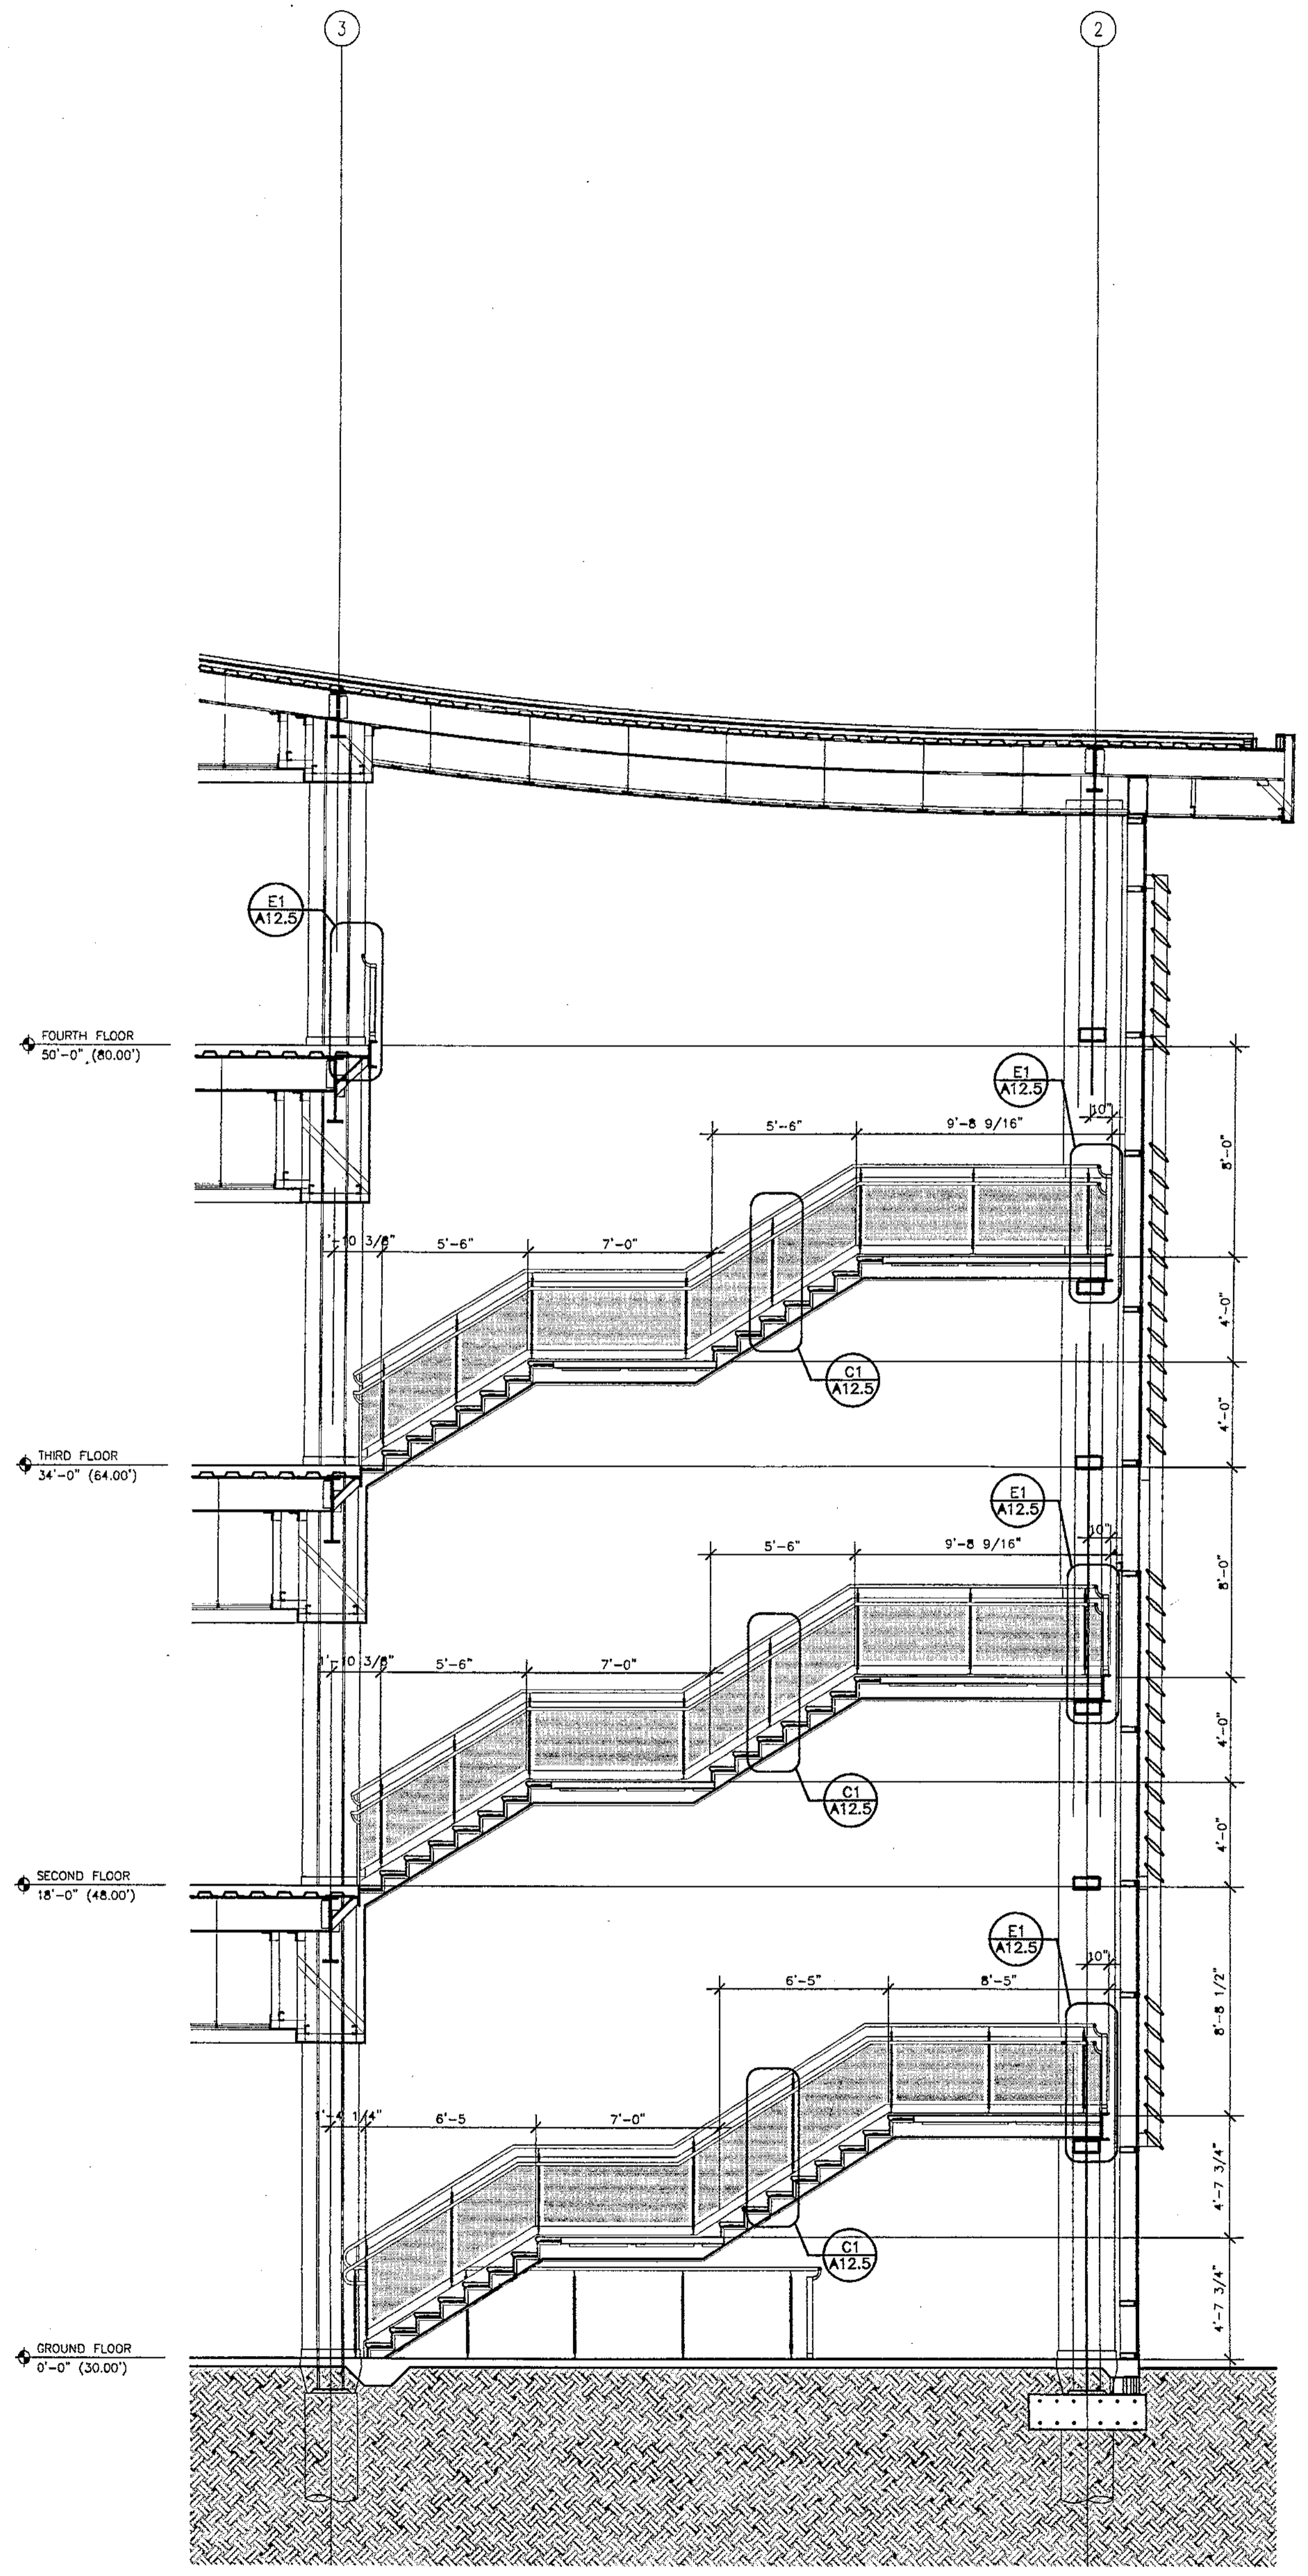 3
2
E1
A12.5
FOURTH FLOOR
50'-0" (80.00')
E1
A12.5
10"
5'-6"
9'-8 9/16"
8'-0"
1'-10 3/8"
5'-6"
7'-0"
4'-0"
C1
A12.5
4'-0"
THIRD FLOOR
34'-0" (64.00')
E1
A12.5
10"
5'-6"
9'-8 9/16"
8'-0"
1'-10 3/8"
5'-6"
7'-0"
4'-0"
C1
A12.5
4'-0"
SECOND FLOOR
18'-0" (48.00')
E1
A12.5
10"
6'-5"
8'-5"
8'-8 1/2"
1'-4 1/4"
6'-5
7'-0"
4'-7 3/4"
C1
A12.5
4'-7 3/4"
GROUND FLOOR
0'-0" (30.00')